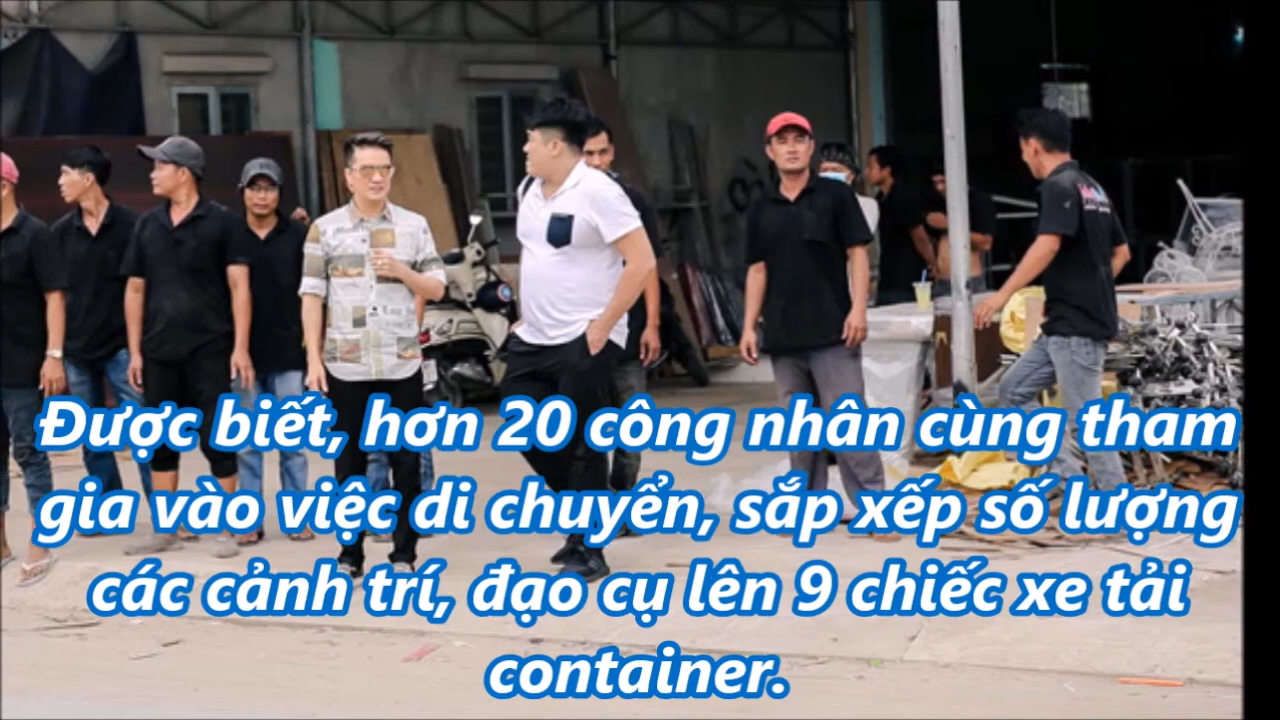 Được biết, hơn 20 công nhân cùng tham
gia vào việc di chuyển, sắp xếp số lượng
các cảnh trí, đạo cụ lên 9 chiếc xe tải
container.